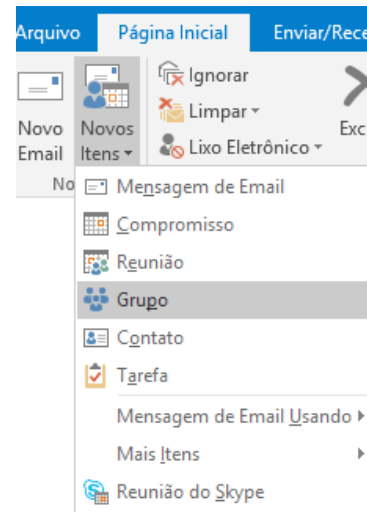 Arquivo Página Inicial Enviar/Rece
Novo Email
Novos Itens
Ignorar
Limpar
Lixo Eletrônico
Exc
No
Mensagem de Email
Compromisso
Reunião
Grupo
Contato
Tarefa
Mensagem de Email Usando
Mais Itens
Reunião do Skype